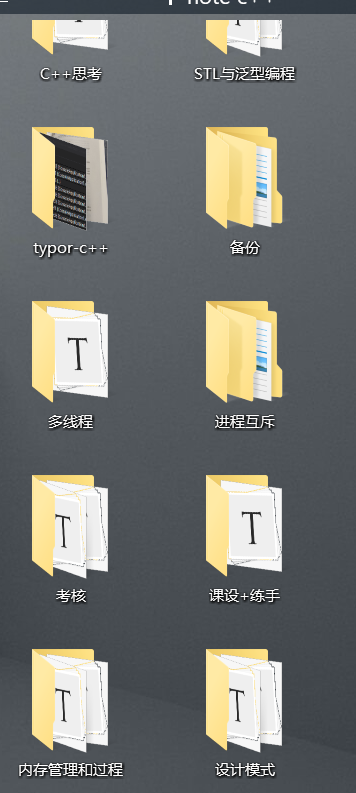 note-c++
C++思考
STL与泛型编程
typor-c++
备份
多线程
进程互斥
考核
课设+练手
内存管理和过程
设计模式